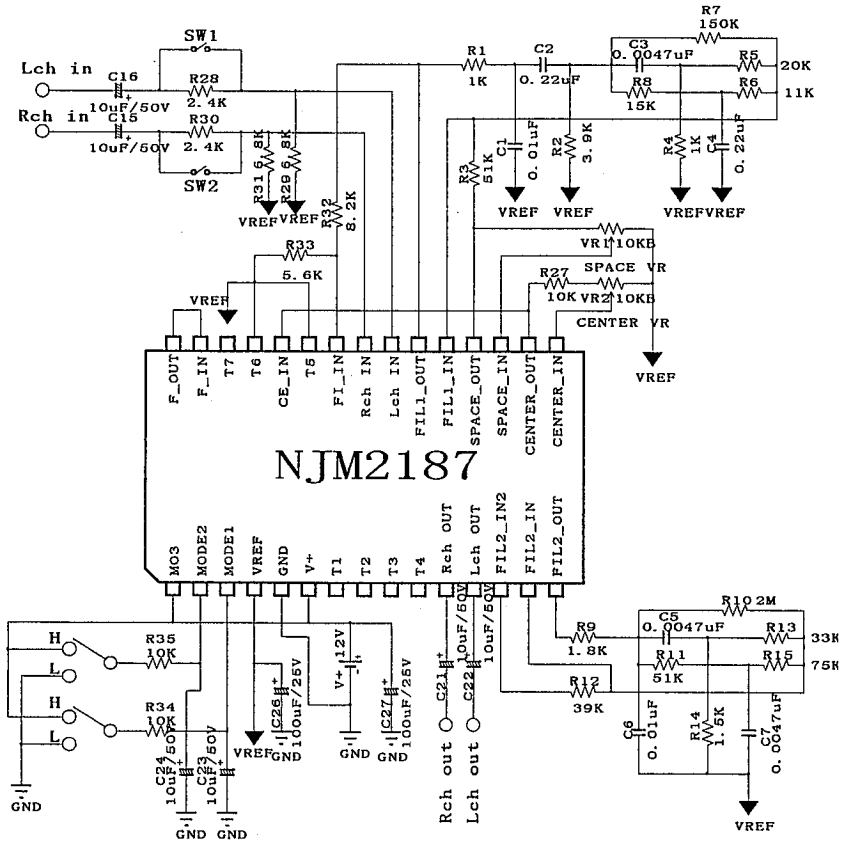 SW1
Lch in
C16
10uF/50V
R28
2.4K
Rch in
C15
10uF/50V
R30
2.4K
SW2
R31
6.8K
R29
6.8K
VREF
VREF
R32
8.2K
R33
5.6K
VREF
R1
1K
C2
0.22uF
C1
0.01uF
R2
3.9K
R3
51K
VREF
VREF
R7
150K
C3
0.0047uF
R5
20K
R8
15K
R6
11K
R4
1K
C4
0.22uF
VREF
VREF
VR1 10KB
SPACE VR
R27
10K
VR2 10KB
CENTER VR
VREF
F_OUT
F_IN
T7
T6
CE_IN
T5
FI_IN
Rch IN
Lch IN
FIL1_OUT
FIL1_IN
SPACE_OUT
SPACE_IN
CENTER_OUT
CENTER_IN
NJM2187
MO3
MODE2
MODE1
VREF
GND
V+
T1
T2
T3
T4
Rch OUT
Lch OUT
FIL2_IN2
FIL2_IN
FIL2_OUT
H
L
H
L
R35
10K
R34
10K
GND
C24
10uF/50V
C23
10uF/50V
GND
GND
VREF
C26
100uF/25V
GND
V+
12V
GND
C27
100uF/25V
GND
C21
10uF/50V
C22
10uF/50V
Rch out
Lch out
R9
1.8K
R12
39K
R10 2M
C5
0.0047uF
R13
33K
R11
51K
R15
75K
C6
0.01uF
R14
1.5K
C7
0.0047uF
VREF